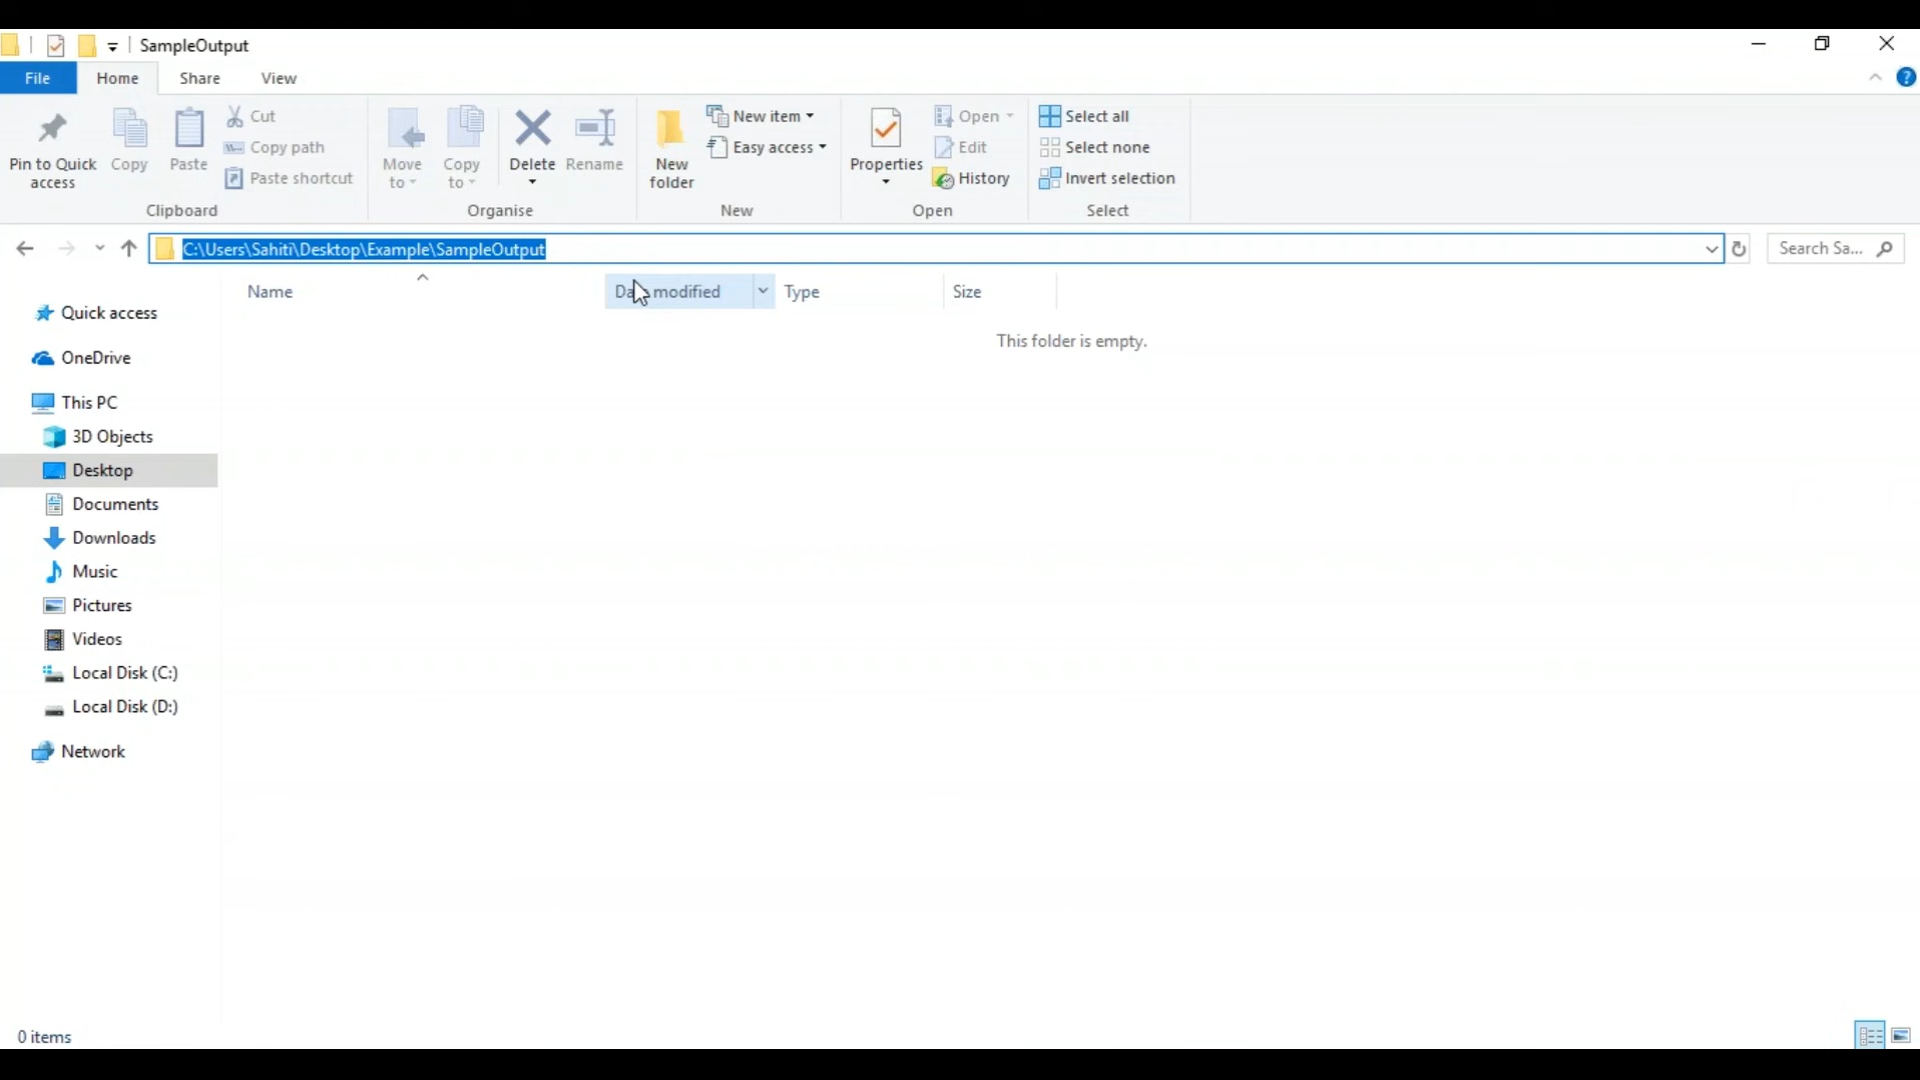 SampleOutput
File Home Share View
Pin to Quick access
Copy
Paste
Cut
Copy path
Paste shortcut
Clipboard
Move to
Copy to
Delete
Rename
Organise
New folder
New item
Easy access
New
Properties
Open
Edit
History
Open
Select all
Select none
Invert selection
Select
C:\Users\Sahiti\Desktop\Example\SampleOutput
Search Sa...
Name modified Type Size
This folder is empty.
Quick access
OneDrive
This PC
3D Objects
Desktop
Documents
Downloads
Music
Pictures
Videos
Local Disk (C:)
Local Disk (D:)
Network
0 items